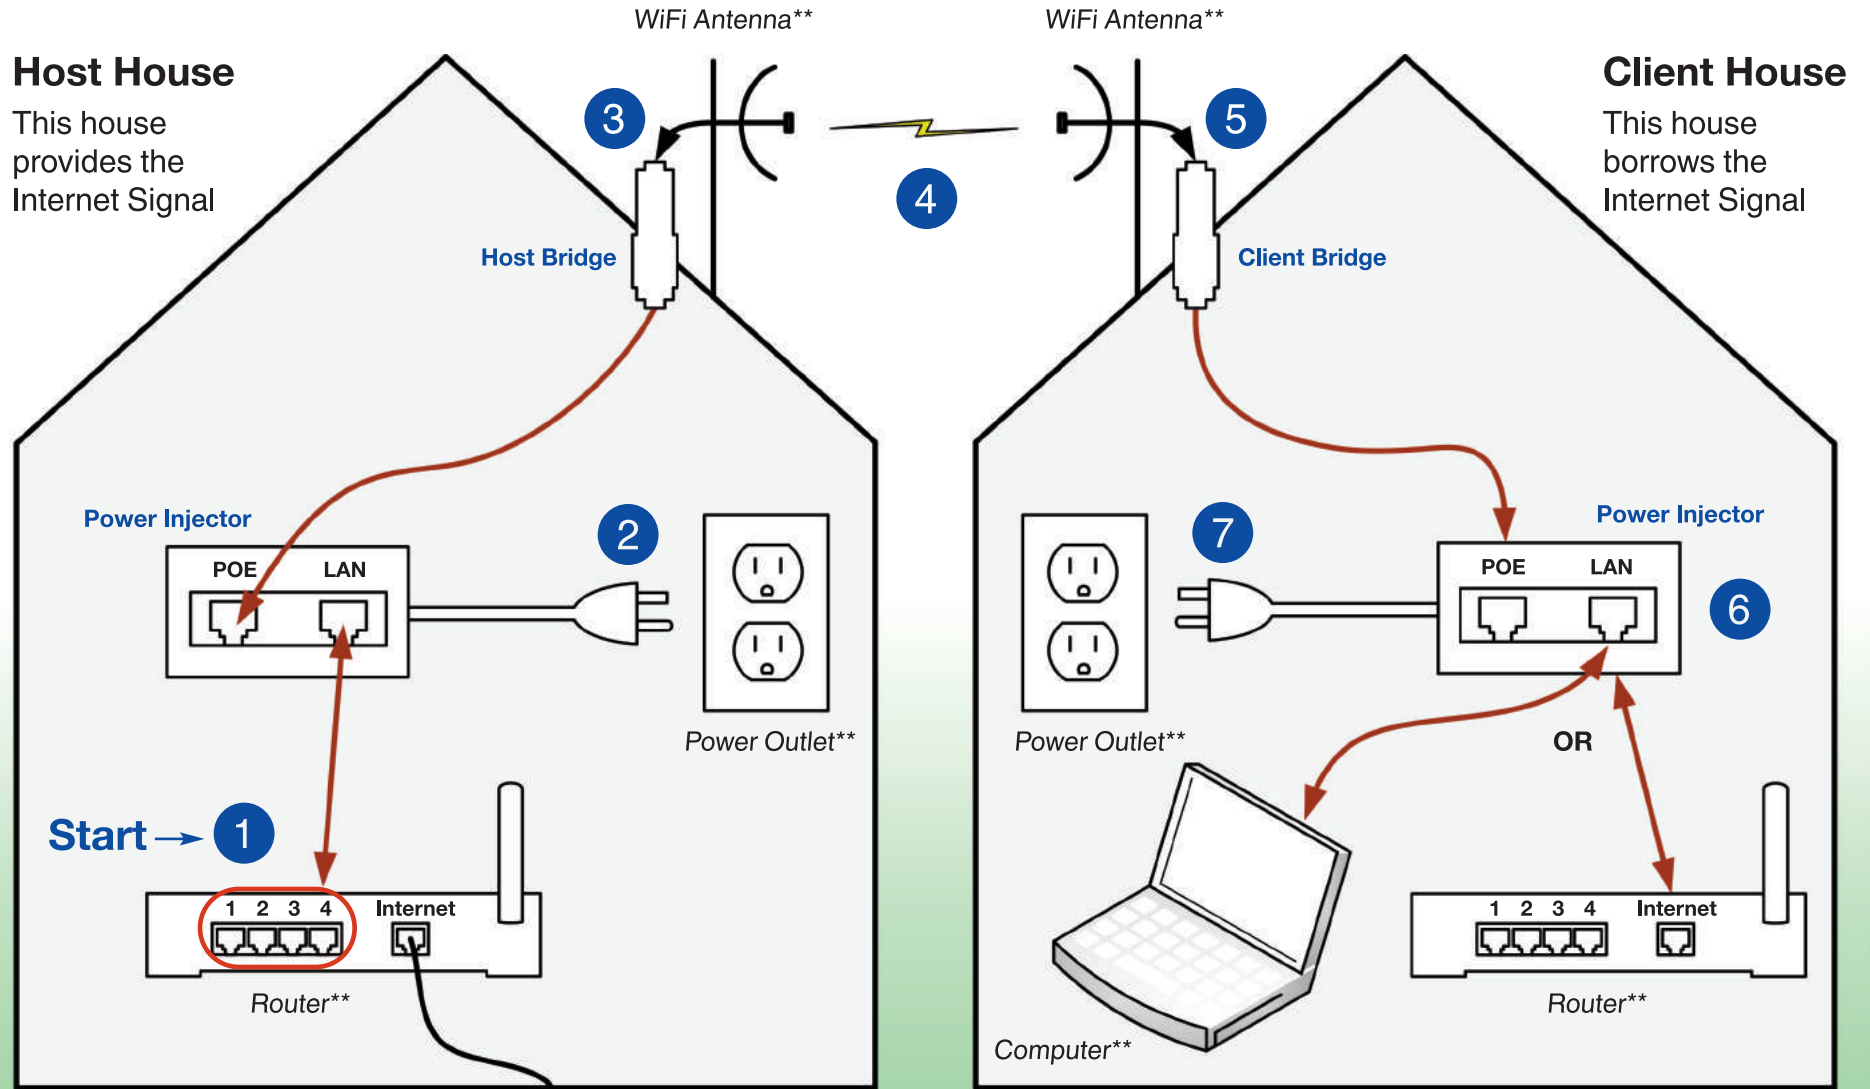 WiFi Antenna**
WiFi Antenna**
Host House
This house
provides the
Internet Signal
Client House
This house
borrows the
Internet Signal
3
5
4
Host Bridge
Client Bridge
Power Injector
2
POE LAN
Power Outlet**
7
Power Injector
POE LAN
6
Power Outlet**
OR
Start → 1
1 2 3 4 Internet
Router**
Computer**
1 2 3 4 Internet
Router**